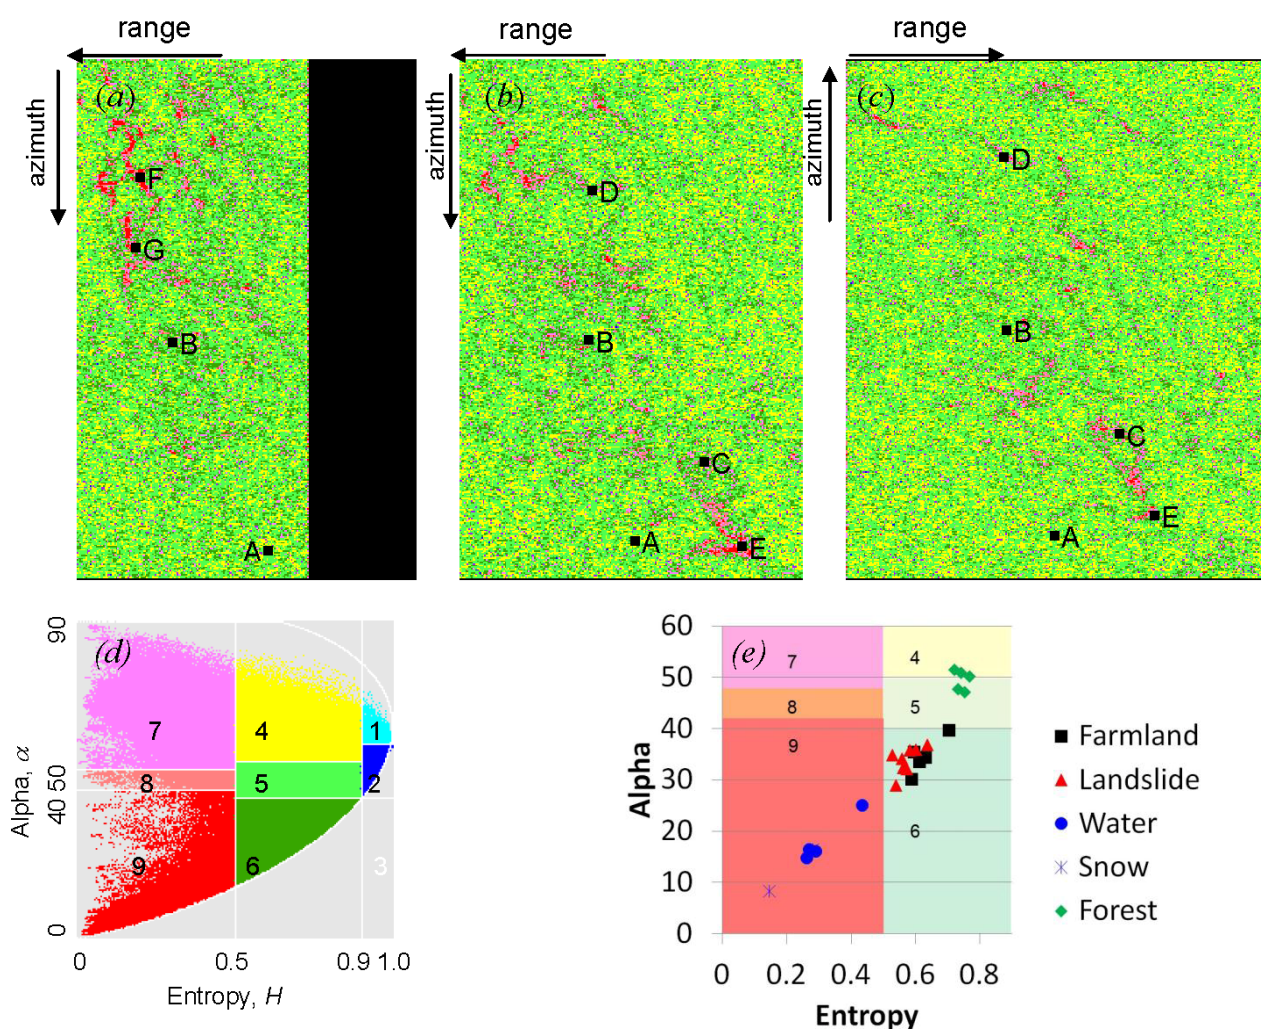 range
range
range
azimuth
azimuth
azimuth
(a)
(b)
(c)
F
G
B
A
D
B
C
A
E
D
B
C
E
A
(d)
90
50
40
0
Alpha, α
7
4
1
8
5
2
9
6
3
0
0.5
0.9
1.0
Entropy, H
(e)
60
50
40
30
20
10
0
Alpha
7
4
8
5
9
6
0
0.2
0.4
0.6
0.8
Entropy
Farmland
Landslide
Water
Snow
Forest